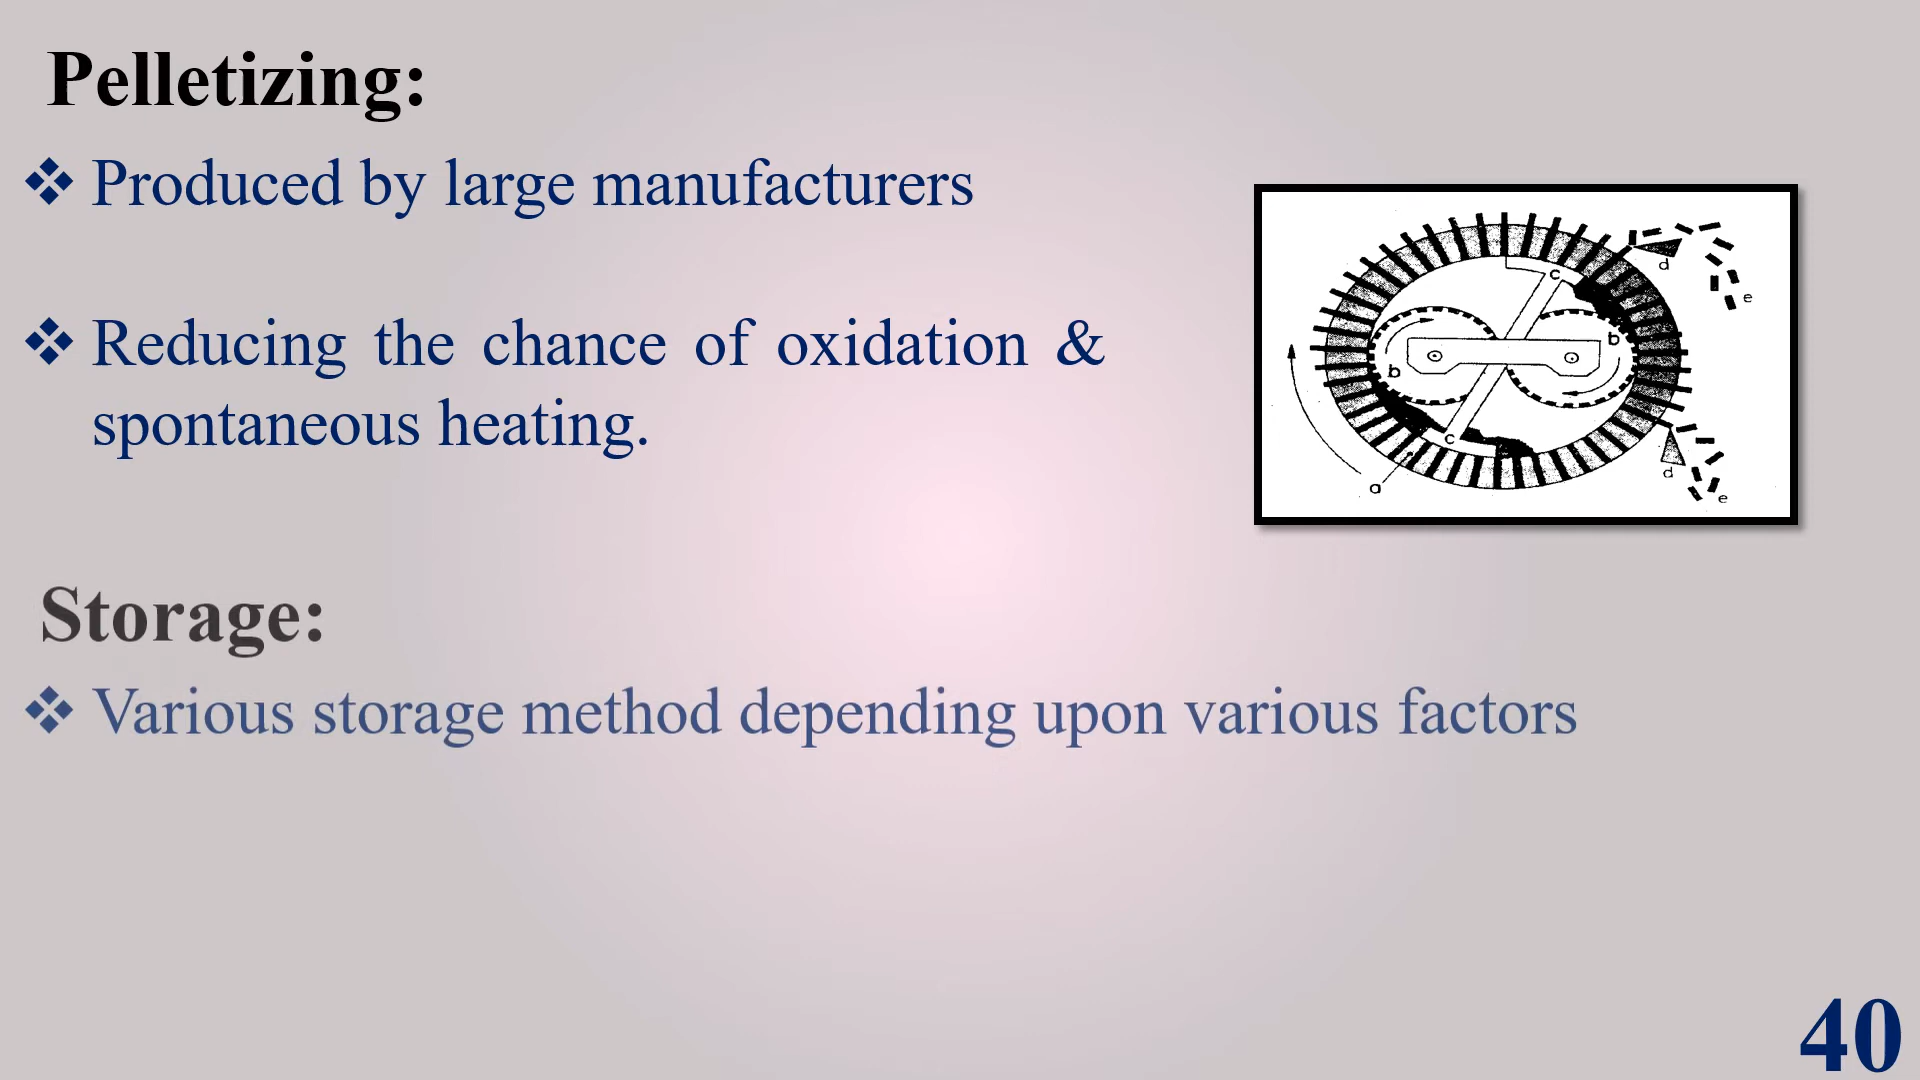 Pelletizing:
❖ Produced by large manufacturers
❖ Reducing the chance of oxidation &
spontaneous heating.
c
d
e
b
b
c
d
a
e
Storage:
❖ Various storage method depending upon various factors
40